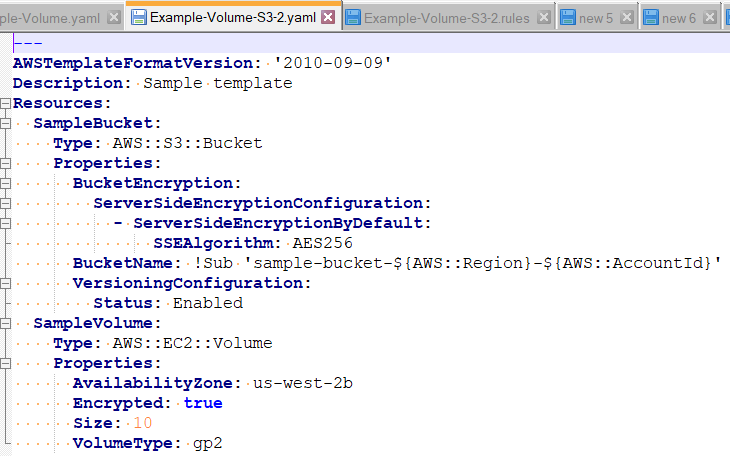 ple-Volume.yaml Example-Volume-S3-2.yaml Example-Volume-S3-2.rules new 5 new 6
---
AWSTemplateFormatVersion: '2010-09-09'
Description: Sample template
Resources:
  SampleBucket:
    Type: AWS::S3::Bucket
    Properties:
      BucketEncryption:
        ServerSideEncryptionConfiguration:
          - ServerSideEncryptionByDefault:
              SSEAlgorithm: AES256
      BucketName: !Sub 'sample-bucket-${AWS::Region}-${AWS::AccountId}'
      VersioningConfiguration:
        Status: Enabled
  SampleVolume:
    Type: AWS::EC2::Volume
    Properties:
      AvailabilityZone: us-west-2b
      Encrypted: true
      Size: 10
      VolumeType: gp2